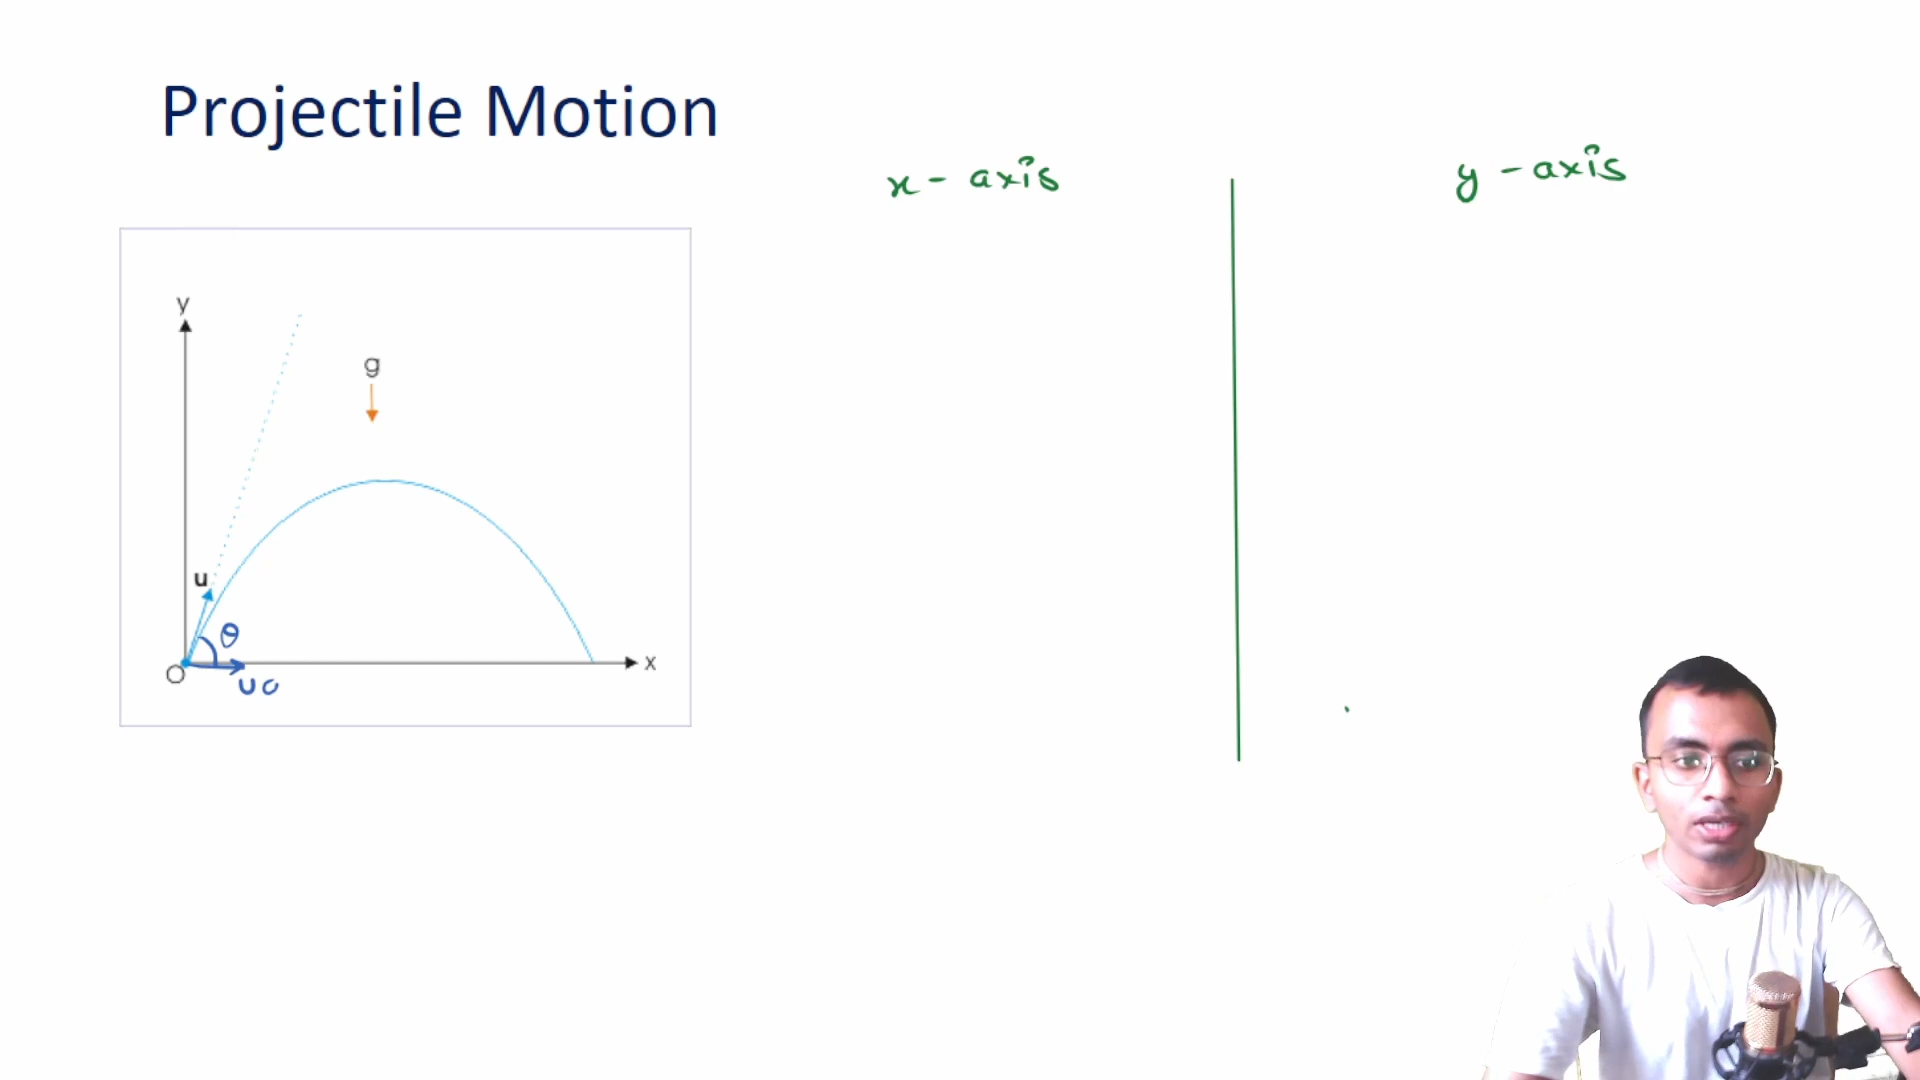 Projectile Motion
x - axis
y - axis
y
g
u
θ
O
x
uc